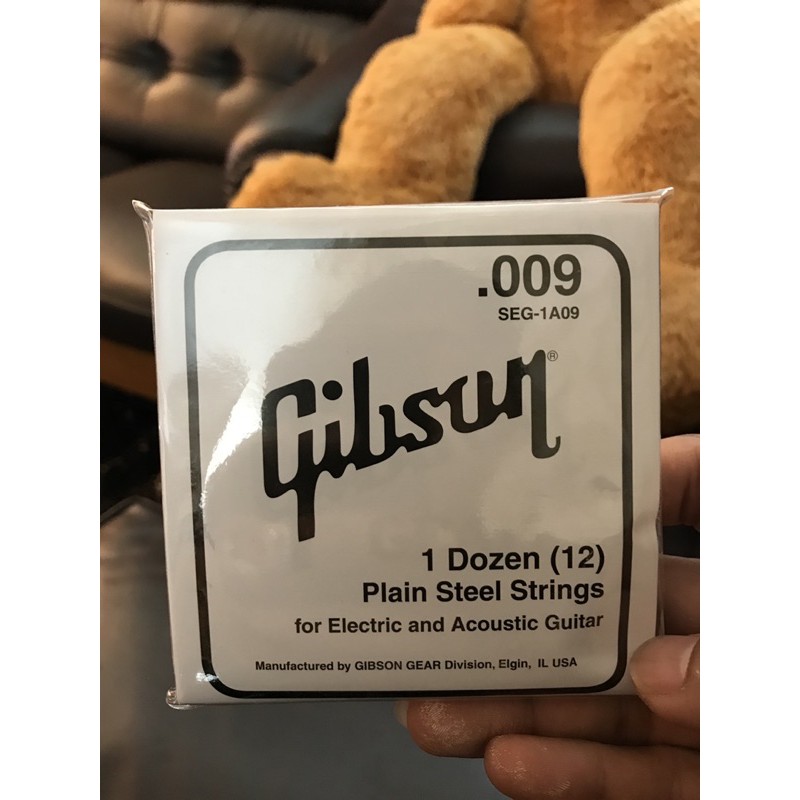 .009
SEG-1A09
Gibson®
1 Dozen (12)
Plain Steel Strings
for Electric and Acoustic Guitar
Manufactured by GIBSON GEAR Division, Elgin, IL USA